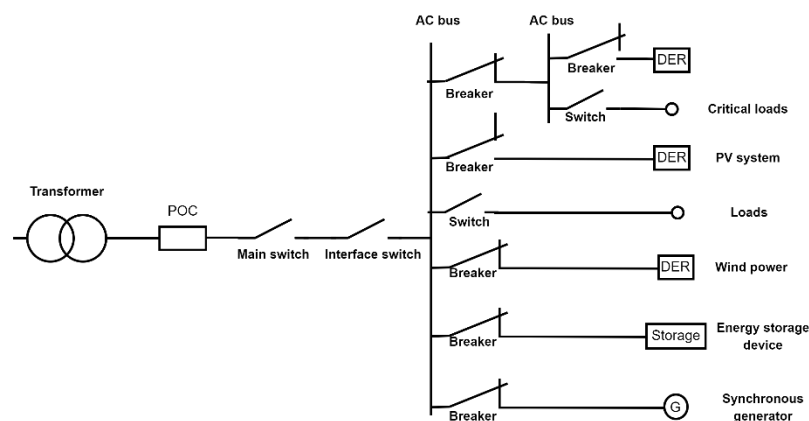 AC bus
AC bus
Breaker
DER
Breaker
Switch
Critical loads
Breaker
DER
PV system
Transformer
POC
Main switch
Interface switch
Switch
Loads
Breaker
DER
Wind power
Breaker
Storage
Energy storage
device
Breaker
G
Synchronous
generator